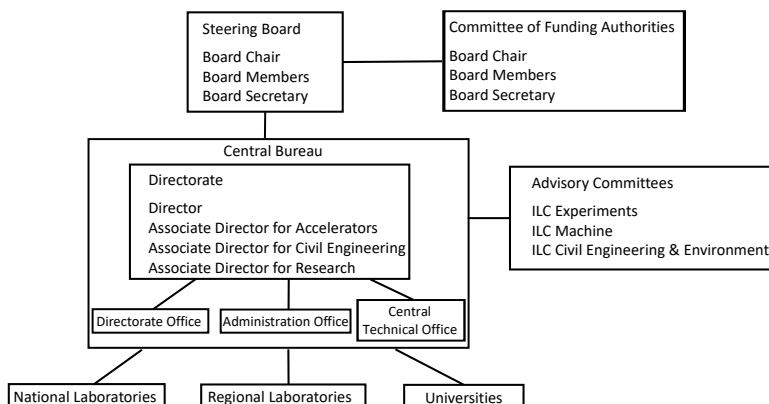 Steering Board
Board Chair
Board Members
Board Secretary
Committee of Funding Authorities
Board Chair
Board Members
Board Secretary
Central Bureau
Directorate
Director
Associate Director for Accelerators
Associate Director for Civil Engineering
Associate Director for Research
Advisory Committees
ILC Experiments
ILC Machine
ILC Civil Engineering & Environment
Directorate Office
Administration Office
Central
Technical Office
National Laboratories
Regional Laboratories
Universities